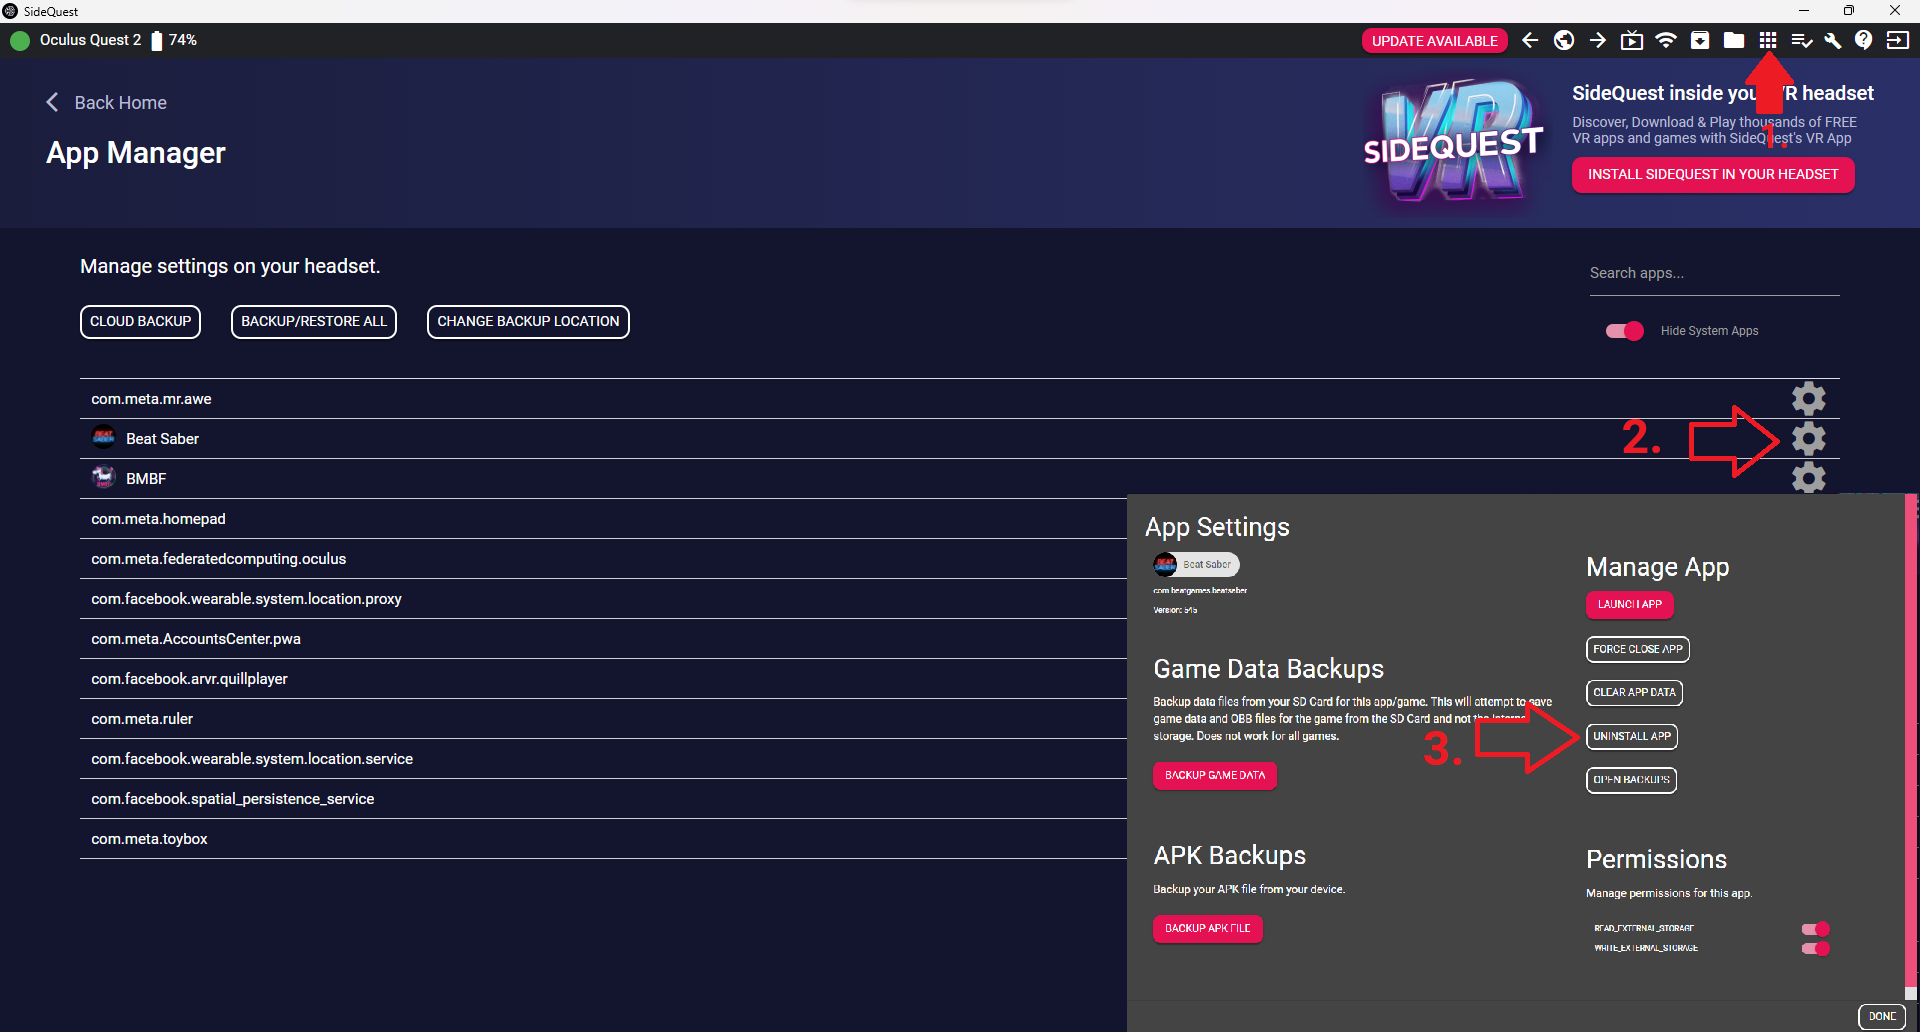 SideQuest
Oculus Quest 2 74%
UPDATE AVAILABLE
Back Home
App Manager
VR
SIDEQUEST
SideQuest inside you VR headset
Discover, Download & Play thousands of FREE
VR apps and games with SideQuest's VR App
1.
INSTALL SIDEQUEST IN YOUR HEADSET
Manage settings on your headset.
Search apps...
CLOUD BACKUP
BACKUP/RESTORE ALL
CHANGE BACKUP LOCATION
Hide System Apps
com.meta.mr.awe
BEAT SABER
Beat Saber
2.
BMBF
com.meta.homepad
com.meta.federatedcomputing.oculus
com.facebook.wearable.system.location.proxy
com.meta.AccountsCenter.pwa
com.facebook.arvr.quillplayer
com.meta.ruler
com.facebook.wearable.system.location.service
com.facebook.spatial_persistence_service
com.meta.toybox
App Settings
BEAT SABER
Beat Saber
com.beatgames.beatsaber
Version: 545
Game Data Backups
Backup data files from your SD Card for this app/game. This will attempt to save
game data and OBB files for the game from the SD Card and not the internal
storage. Does not work for all games.
3.
BACKUP GAME DATA
APK Backups
Backup your APK file from your device.
BACKUP APK FILE
Manage App
LAUNCH APP
FORCE CLOSE APP
CLEAR APP DATA
UNINSTALL APP
OPEN BACKUPS
Permissions
Manage permissions for this app.
READ_EXTERNAL_STORAGE
WRITE_EXTERNAL_STORAGE
DONE